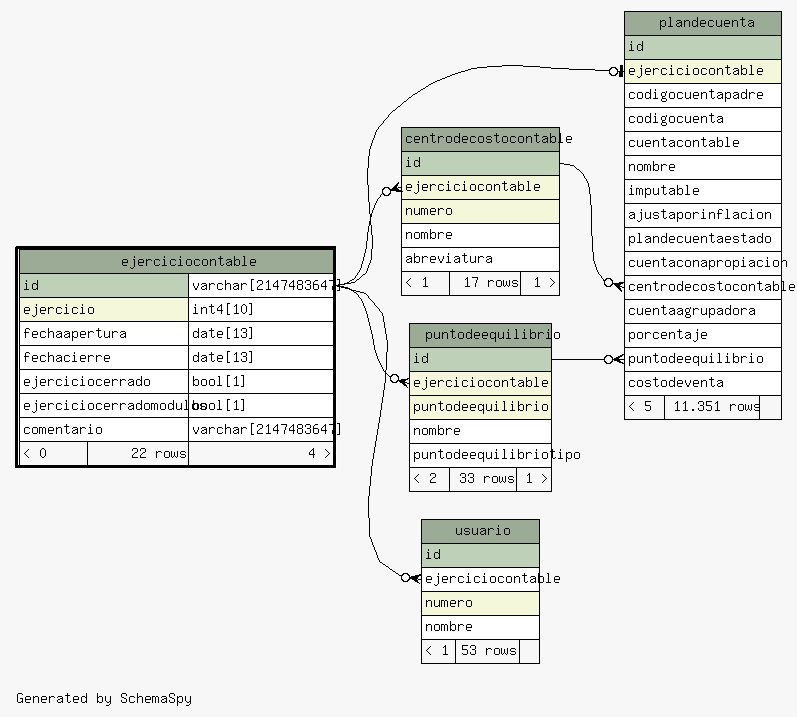 plandecuenta
id
ejerciciocontable
codigocuentapadre
codigocuenta
cuentacontable
nombre
imputable
ajustaporinflacion
plandecuentaestado
cuentaconapropiacion
centrodecostocontable
cuentaagrupadora
porcentaje
puntodeequilibrio
costodeventa
< 5 11.351 rows
centrodecostocontable
id
ejerciciocontable
numero
nombre
abreviatura
< 1 17 rows 1 >
ejerciciocontable
id varchar[2147483647]
ejercicio int4[10]
fechaapertura date[13]
fechacierre date[13]
ejerciciocerrado bool[1]
ejerciciocerradomodulos bool[1]
comentario varchar[2147483647]
< 0 22 rows 4 >
puntodeequilibrio
id
ejerciciocontable
puntodeequilibrio
nombre
puntodeequilibriotipo
< 2 33 rows 1 >
usuario
id
ejerciciocontable
numero
nombre
< 1 53 rows
Generated by SchemaSpy